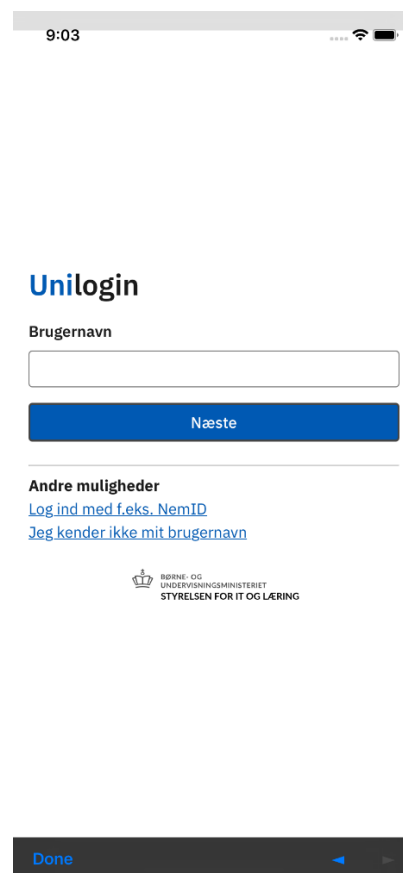 9:03
Unilogin
Brugernavn
Næste
Andre muligheder
Log ind med f.eks. NemID
Jeg kender ikke mit brugernavn
BØRNE- OG
UNDERVISNINGSMINISTERIET
STYRELSEN FOR IT OG LÆRING
Done